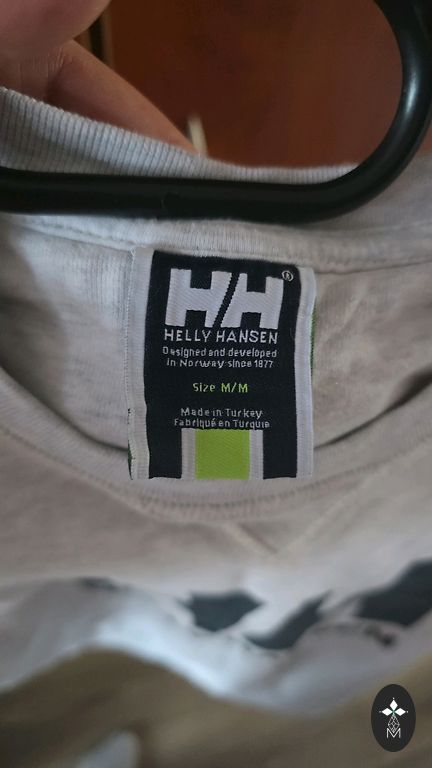 HH®
HELLY HANSEN
Designed and developed
in Norway since 1877
Size M/M
Made in Turkey
Fabriqué en Turquie
M